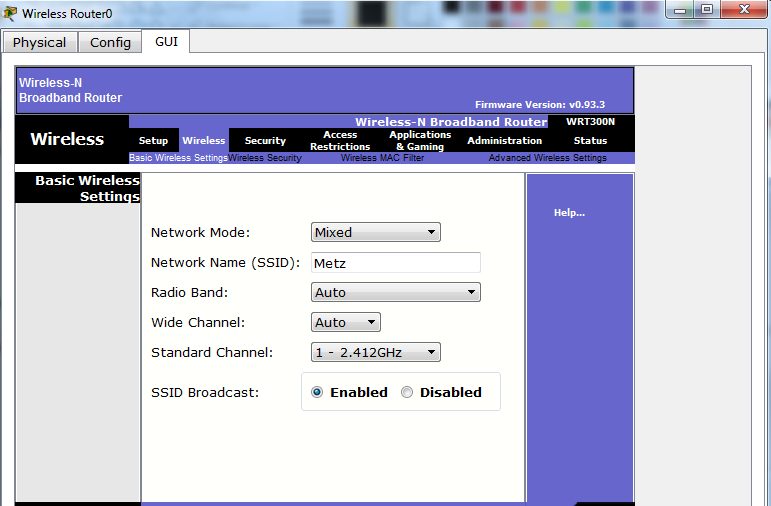 Wireless Router0
Physical Config GUI
Wireless-N
Broadband Router
Firmware Version: v0.93.3
Wireless-N Broadband Router WRT300N
Wireless
Setup Wireless Security Access Restrictions Applications & Gaming Administration Status
Basic Wireless Settings Wireless Security Wireless MAC Filter Advanced Wireless Settings
Basic Wireless
Settings
Help...
Network Mode: Mixed
Network Name (SSID): Metz
Radio Band: Auto
Wide Channel: Auto
Standard Channel: 1 - 2.412GHz
SSID Broadcast: Enabled Disabled